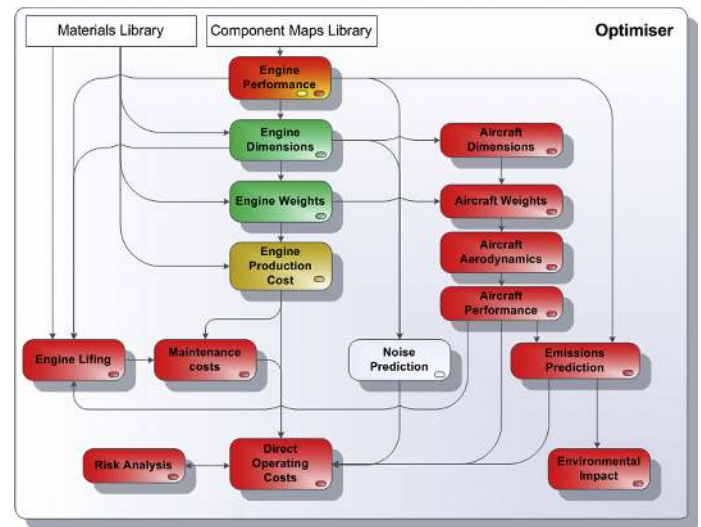 Materials Library
Component Maps Library
Optimiser
Engine
Performance
Engine
Dimensions
Aircraft
Dimensions
Engine Weights
Aircraft Weights
Engine
Production
Cost
Aircraft
Aerodynamics
Aircraft
Performance
Engine Lifing
Maintenance
costs
Noise
Prediction
Emissions
Prediction
Risk Analysis
Direct
Operating
Costs
Environmental
Impact